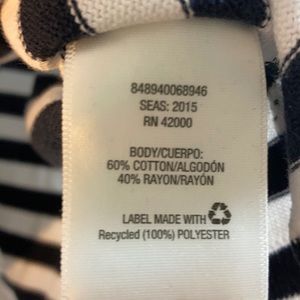 848940068946
SEAS: 2015
RN 42000
BODY/CUERPO:
60% COTTON/ALGODÓN
40% RAYON/RAYÓN
LABEL MADE WITH
Recycled (100%) POLYESTER